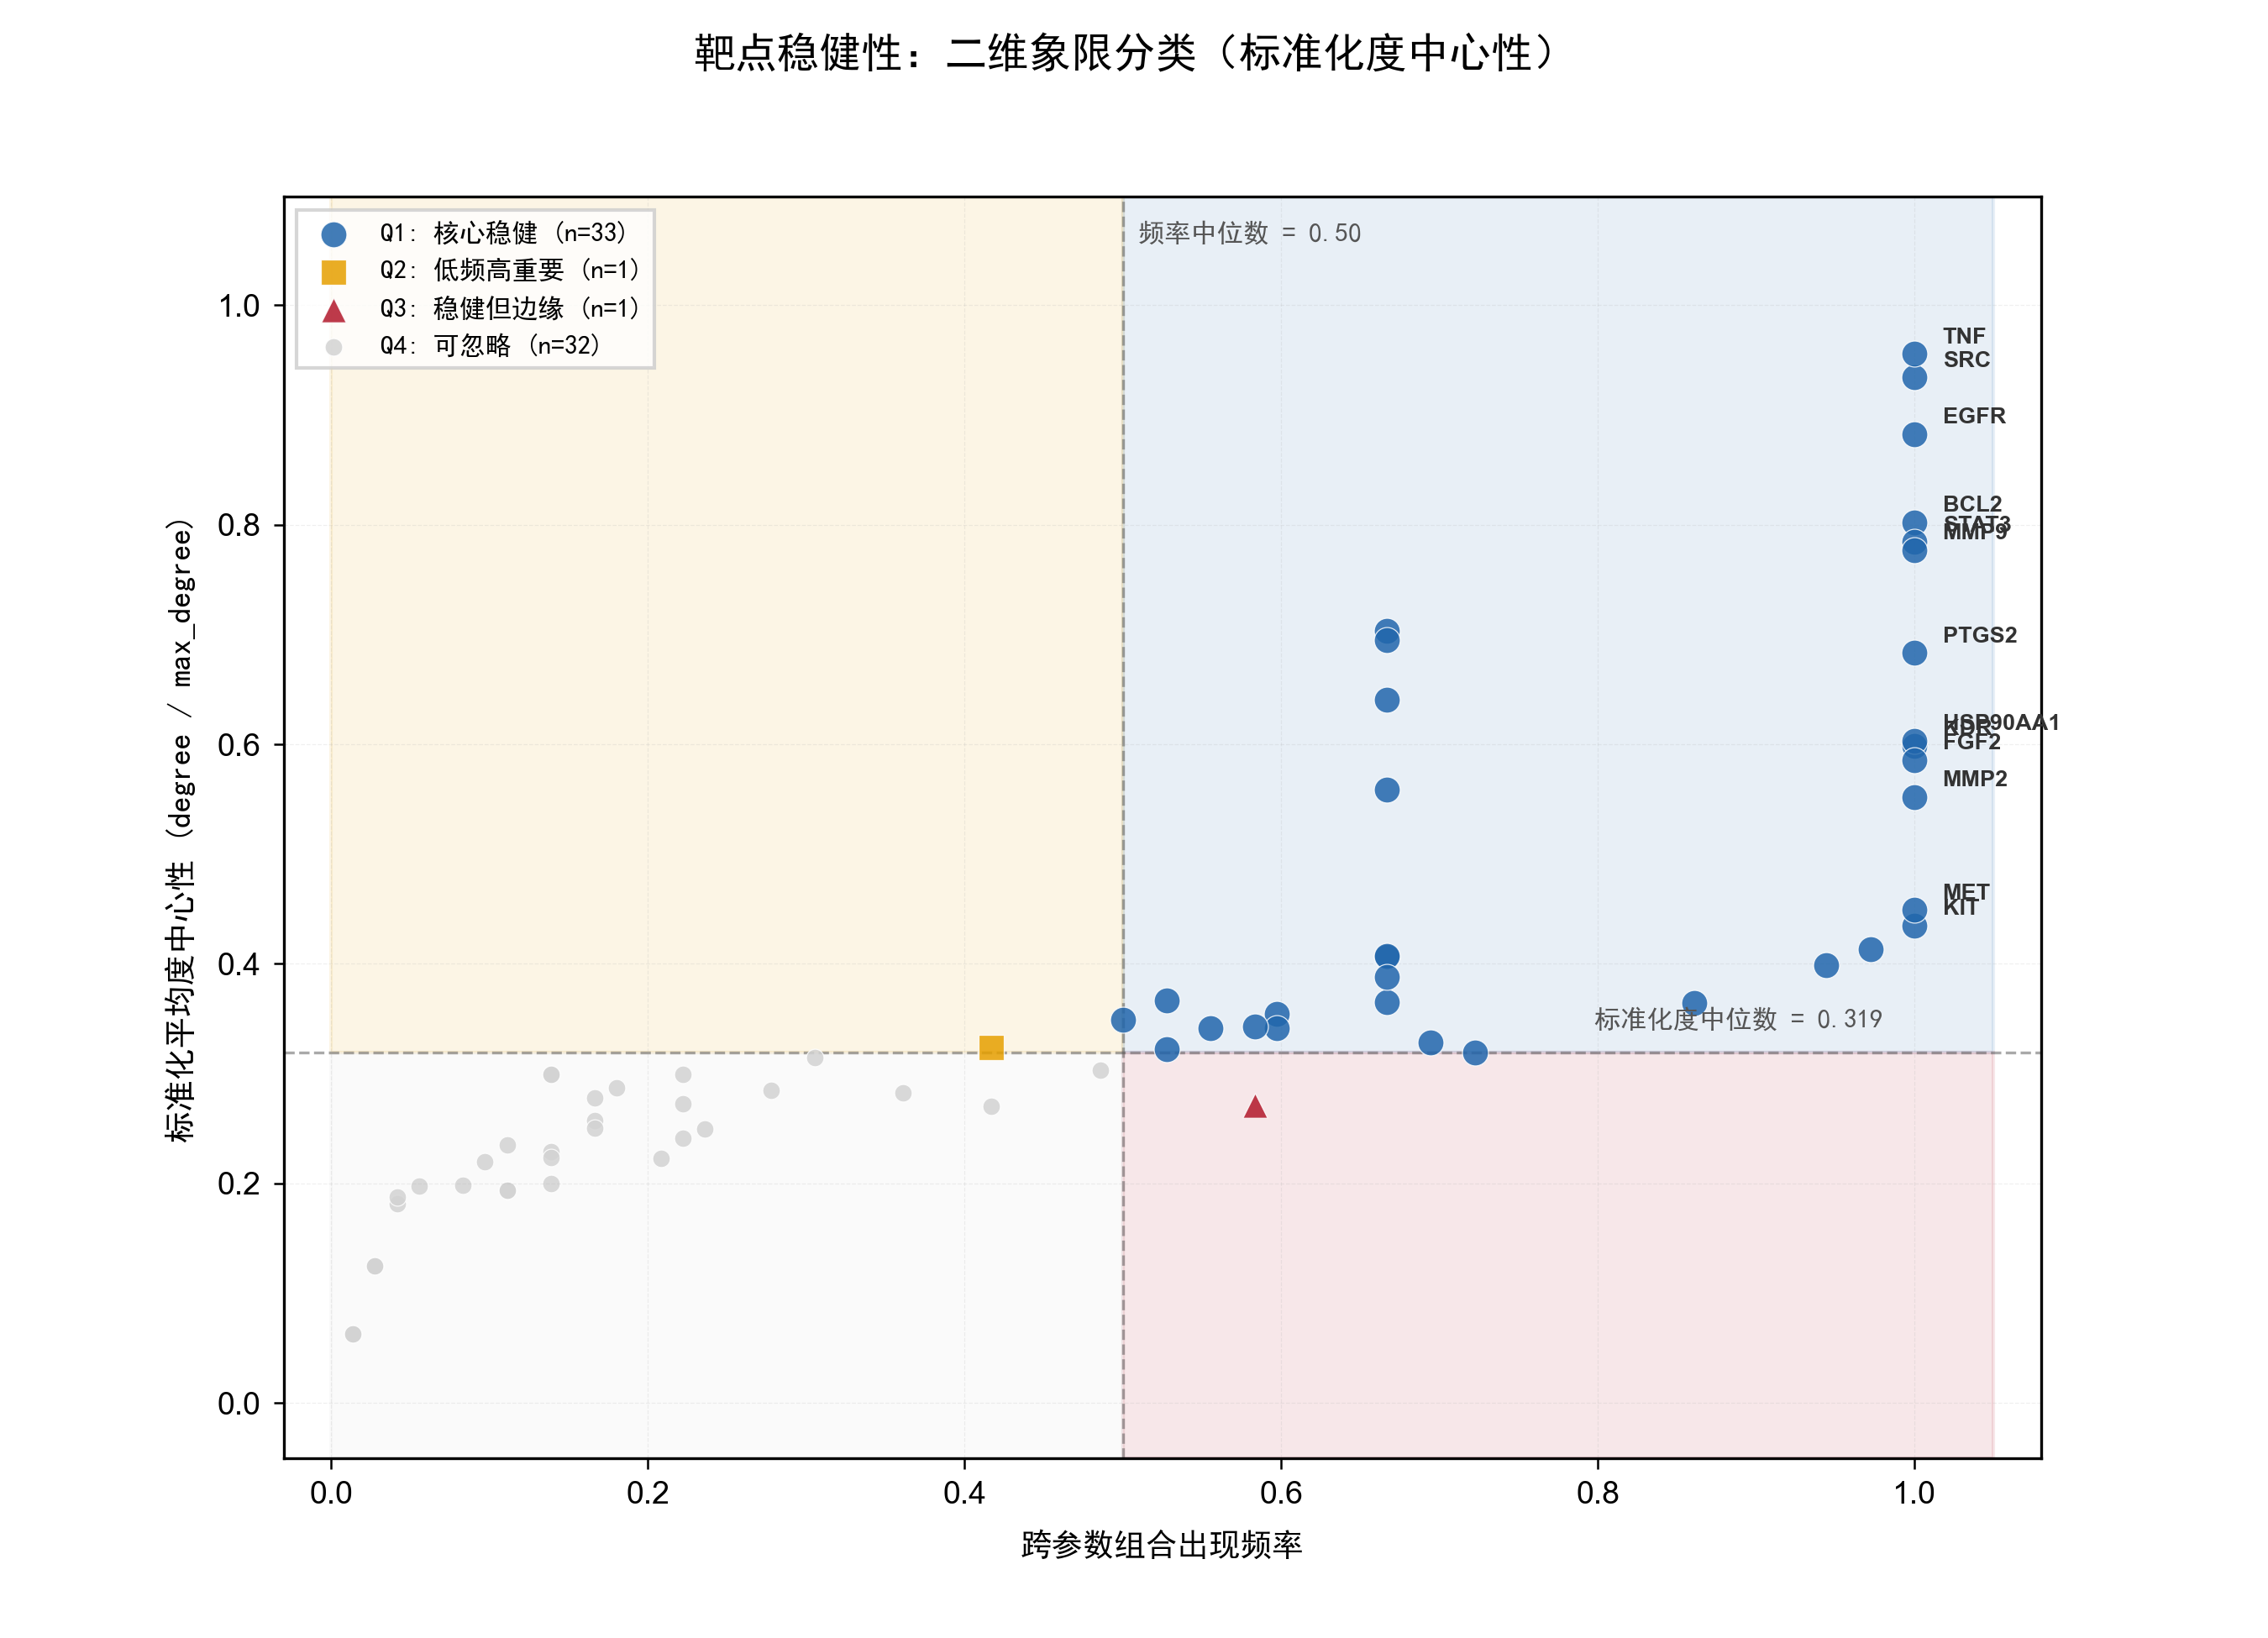 靶点稳健性：二维象限分类（标准化度中心性）
Q1: 核心稳健 (n=33)
Q2: 低频高重要 (n=1)
Q3: 稳健但边缘 (n=1)
Q4: 可忽略 (n=32)
频率中位数 = 0.50
TNF
SRC
EGFR
BCL2
STAT3
MMP9
PTGS2
HSP90AA1
KDR
FGF2
MMP2
MET
KIT
标准化度中位数 = 0.319
标准化平均度中心性 (degree / max_degree)
1.0
0.8
0.6
0.4
0.2
0.0
0.0 0.2 0.4 0.6 0.8 1.0
跨参数组合出现频率